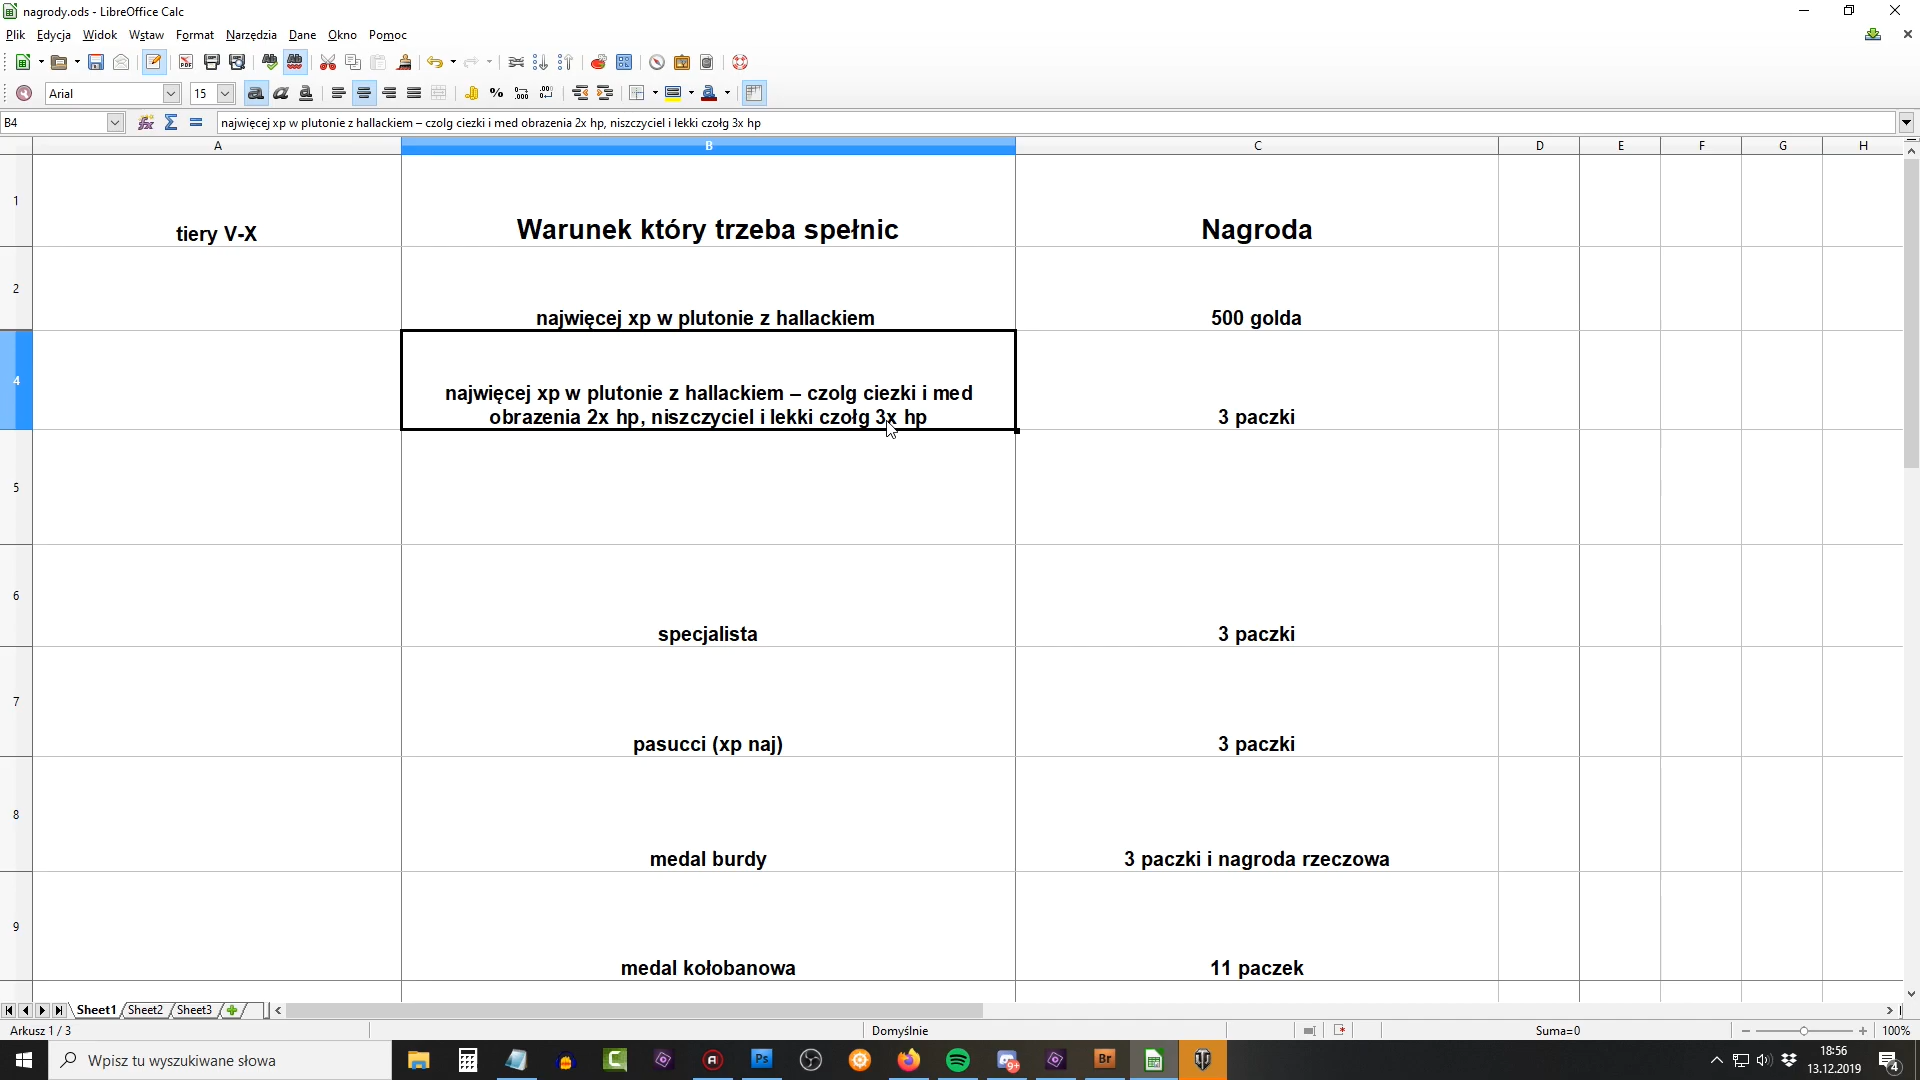 nagrody.ods - LibreOffice Calc
Plik Edycja Widok Wstaw Format Narzędzia Dane Okno Pomoc
Arial 15
B4 najwięcej xp w plutonie z hallackiem – czolg ciezki i med obrazenia 2x hp, niszczyciel i lekki czołg 3x hp
A B C D E F G H
1 tiery V-X Warunek który trzeba spełnic Nagroda
2 najwięcej xp w plutonie z hallackiem 500 golda
4 najwięcej xp w plutonie z hallackiem – czolg ciezki i med
obrazenia 2x hp, niszczyciel i lekki czołg 3x hp 3 paczki
5
6 specjalista 3 paczki
7 pasucci (xp naj) 3 paczki
8 medal burdy 3 paczki i nagroda rzeczowa
9 medal kołobanowa 11 paczek
Sheet1 Sheet2 Sheet3
Arkusz 1 / 3 Domyślnie Suma=0 100%
Wpisz tu wyszukiwane słowa Ps 9+ Br 18:56
13.12.2019 4